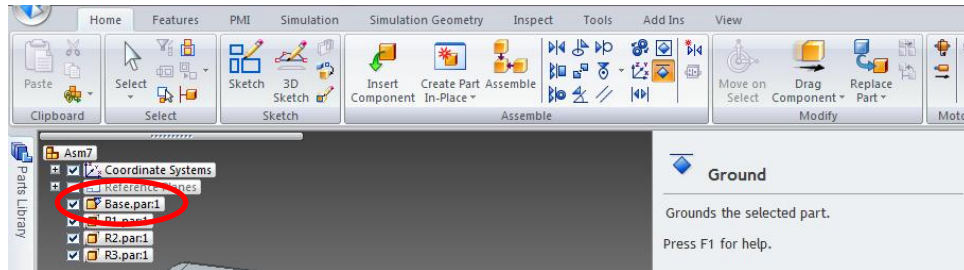 Home Features PMI Simulation Simulation Geometry Inspect Tools Add Ins View
Paste
Select
Sketch
3D
Sketch
Insert
Component
Create Part
In-Place
Assemble
Move on
Select
Drag
Component
Replace
Part
Clipboard Select Sketch Assemble Modify Moto
Parts Library
Asm7
Coordinate Systems
Reference Planes
Base.par:1
R1.par:1
R2.par:1
R3.par:1
Ground
Grounds the selected part.
Press F1 for help.